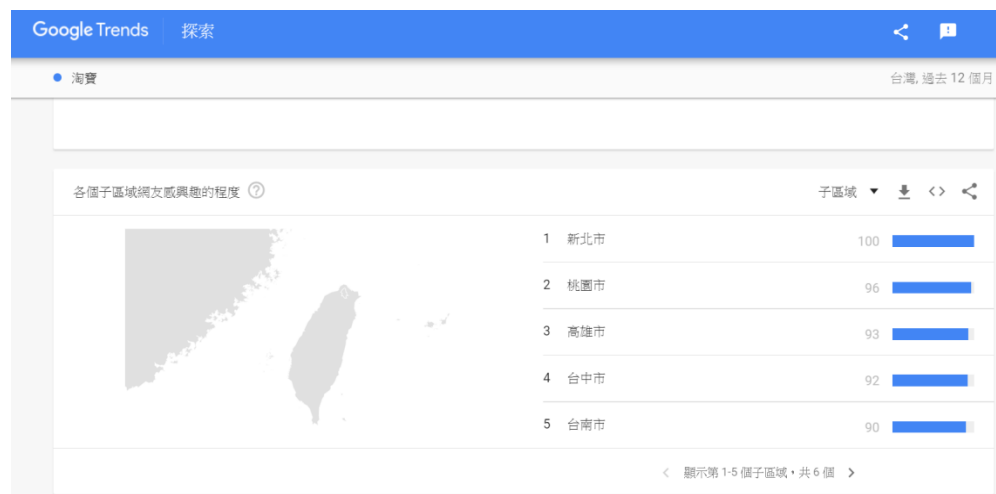 Google Trends 探索
淘寶 台灣, 過去 12 個月
各個子區域網友感興趣的程度 ? 子區域
1 新北市 100
2 桃園市 96
3 高雄市 93
4 台中市 92
5 台南市 90
顯示第 1-5 個子區域，共 6 個